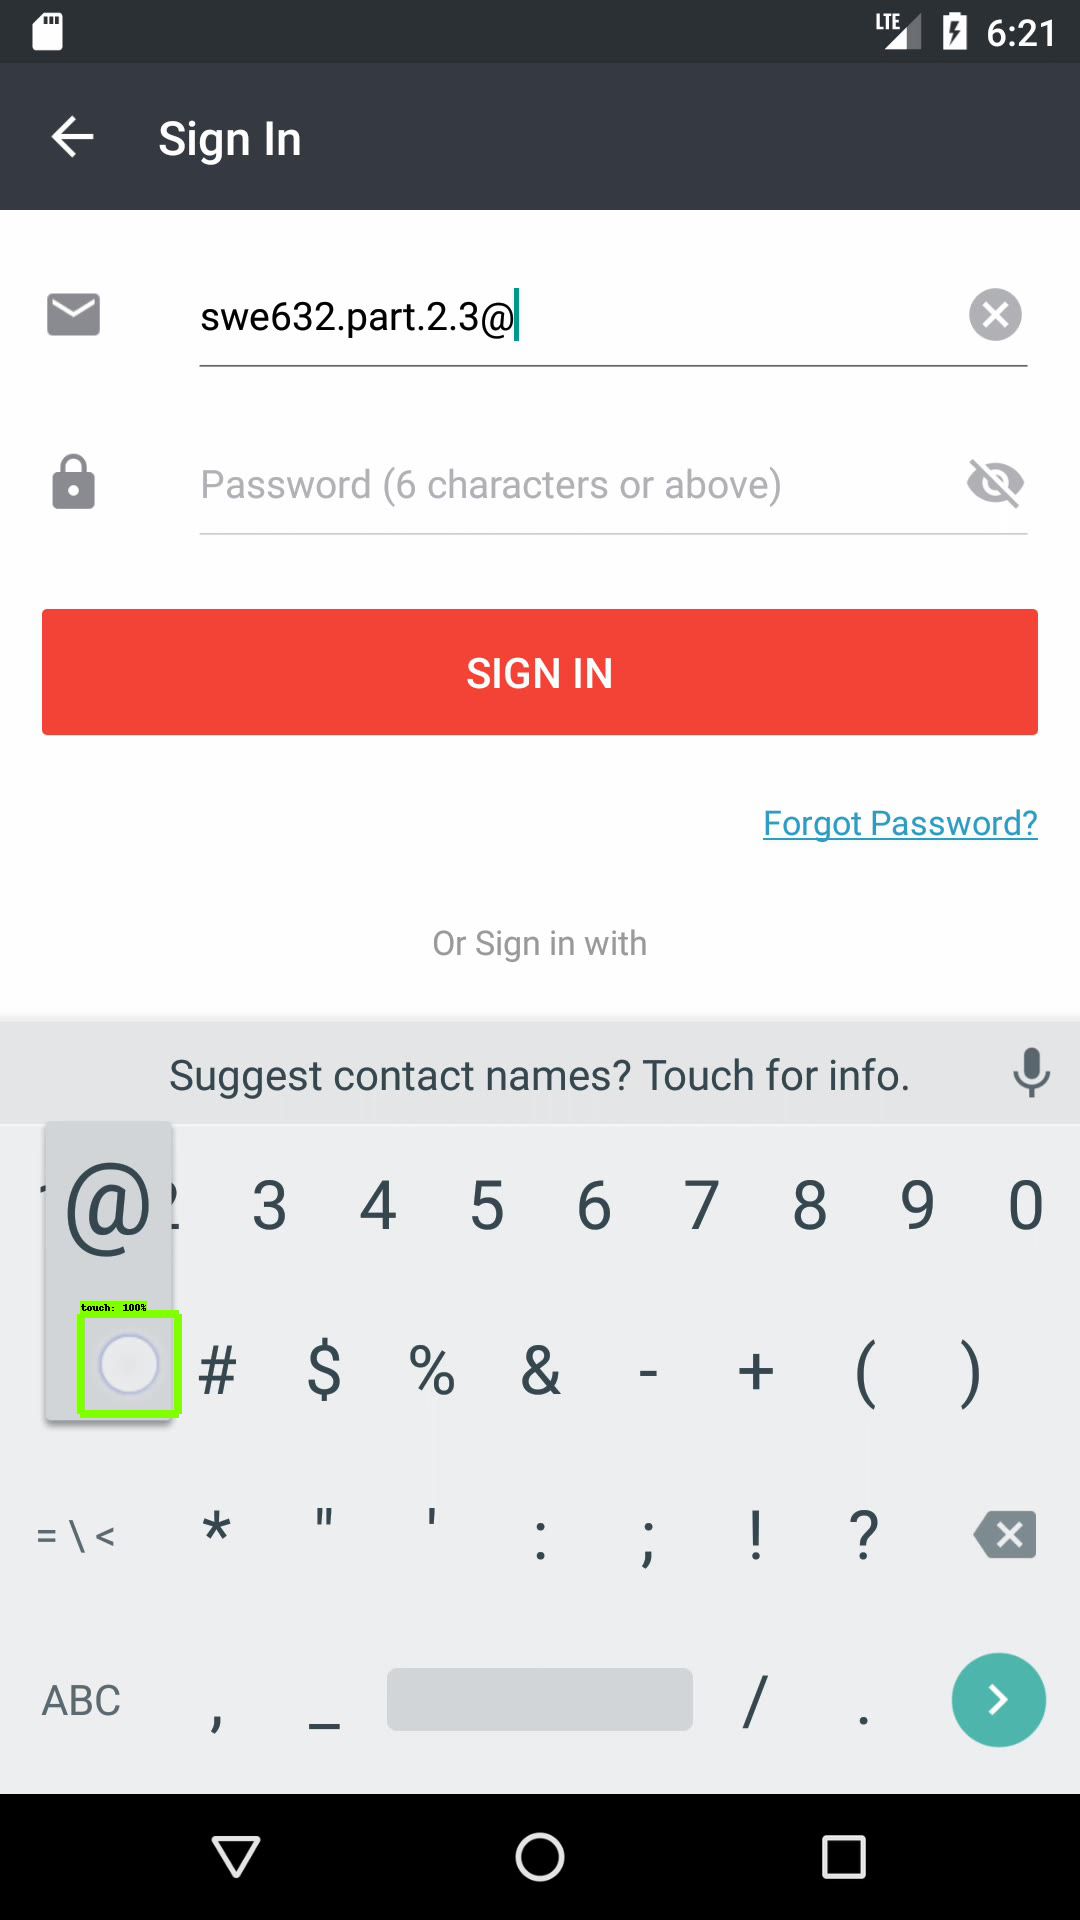 LTE 6:21
Sign In
swe632.part.2.3@
Password (6 characters or above)
SIGN IN
Forgot Password?
Or Sign in with
Suggest contact names? Touch for info.
@ 3 4 5 6 7 8 9 0
touch: 100%
# $ % & - + ( )
= \ < * " ' : ; ! ?
ABC , _ / .